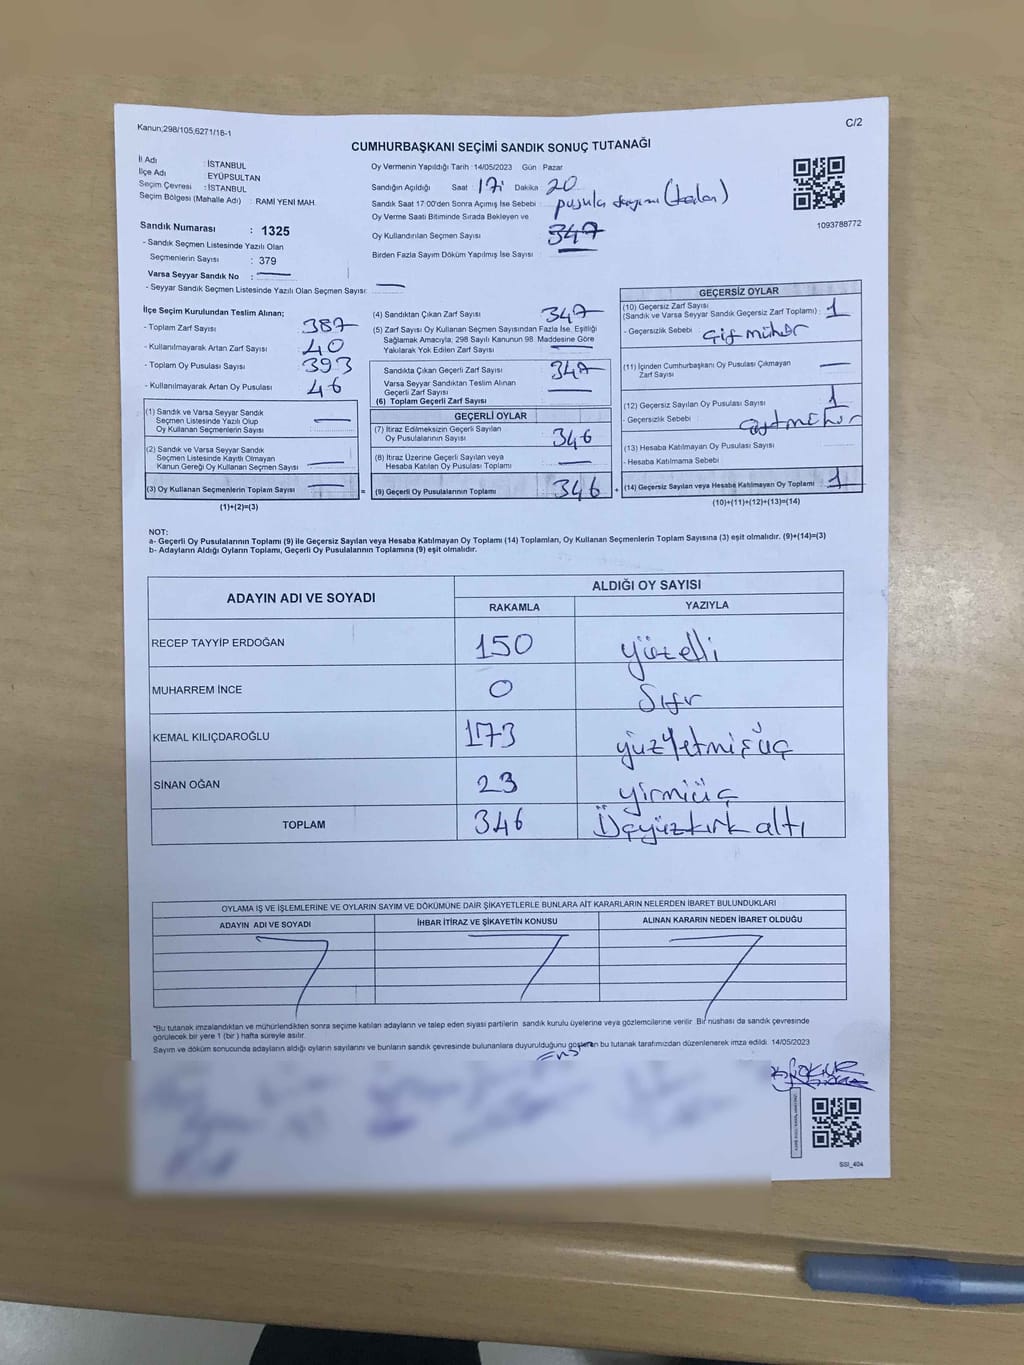 Kanun;298/105;6271/18-1
C/2
CUMHURBAŞKANI SEÇİMİ SANDIK SONUÇ TUTANAĞI
İl Adı : İSTANBUL
İlçe Adı : EYÜPSULTAN
Seçim Çevresi : İSTANBUL
Seçim Bölgesi (Mahalle Adı) : RAMİ YENİ MAH.
Sandık Numarası : 1325
- Sandık Seçmen Listesinde Yazılı Olan
Seçmenlerin Sayısı : 379
Varsa Seyyar Sandık No :
- Seyyar Sandık Seçmen Listesinde Yazılı Olan Seçmen Sayısı:
Oy Vermenin Yapıldığı Tarih :14/05/2023 Gün Pazar
Sandığın Açıldığı Saat : 17 Dakika 20
Sandık Saat 17:00'den Sonra Açımış İse Sebebi : pusula sayımı
Oy Verme Saati Bitiminde Sırada Bekleyen ve
Oy Kullandırılan Seçmen Sayısı 347
Birden Fazla Sayım Döküm Yapılmış İse Sayısı
1093788772
İlçe Seçim Kurulundan Teslim Alınan;
- Toplam Zarf Sayısı 387
- Kullanılmayarak Artan Zarf Sayısı 40
- Toplam Oy Pusulası Sayısı 393
- Kullanılmayarak Artan Oy Pusulası 46
(1) Sandık ve Varsa Seyyar Sandık
Seçmen Listesinde Yazılı Olup
Oy Kullanan Seçmenlerin Sayısı
(2) Sandık ve Varsa Seyyar Sandık
Seçmen Listesinde Kayıtlı Olmayan
Kanun Gereği Oy Kullanan Seçmen Sayısı
(3) Oy Kullanan Seçmenlerin Toplam Sayısı
(1)+(2)=(3)
(4) Sandıktan Çıkan Zarf Sayısı 347
(5) Zarf Sayısı Oy Kullanan Seçmen Sayısından Fazla İse, Eşitliği
Sağlamak Amacıyla; 298 Sayılı Kanunun 98. Maddesine Göre
Yakılarak Yok Edilen Zarf Sayısı
Sandıkta Çıkan Geçerli Zarf Sayısı 347
Varsa Seyyar Sandıktan Teslim Alınan
Geçerli Zarf Sayısı
(6) Toplam Geçerli Zarf Sayısı
GEÇERLİ OYLAR
(7) İtiraz Edilmeksizin Geçerli Sayılan
Oy Pusulalarının Sayısı 346
(8) İtiraz Üzerine Geçerli Sayılan veya
Hesaba Katılan Oy Pusulası Toplamı
= (9) Geçerli Oy Pusulalarının Toplamı 346 +
GEÇERSİZ OYLAR
(10) Geçersiz Zarf Sayısı
(Sandık ve Varsa Seyyar Sandık Geçersiz Zarf Toplamı) : 1
- Geçersizlik Sebebi : Çift mühür
(11) İçinden Cumhurbaşkanı Oy Pusulası Çıkmayan
Zarf Sayısı
(12) Geçersiz Sayılan Oy Pusulası Sayısı 1
- Geçersizlik Sebebi :
(13) Hesaba Katılmayan Oy Pusulası Sayısı
- Hesaba Katılmama Sebebi
(14) Geçersiz Sayılan veya Hesaba Katılmayan Oy Toplamı 1
(10)+(11)+(12)+(13)=(14)
NOT:
a- Geçerli Oy Pusulalarının Toplamı (9) ile Geçersiz Sayılan veya Hesaba Katılmayan Oy Toplamı (14) Toplamları, Oy Kullanan Seçmenlerin Toplam Sayısına (3) eşit olmalıdır. (9)+(14)=(3)
b- Adayların Aldığı Oyların Toplamı, Geçerli Oy Pusulalarının Toplamına (9) eşit olmalıdır.
ADAYIN ADI VE SOYADI
ALDIĞI OY SAYISI
RAKAMLA YAZIYLA
RECEP TAYYİP ERDOĞAN 150 yüzelli
MUHARREM İNCE 0 Sıfır
KEMAL KILIÇDAROĞLU 173 yüzYetmişüç
SİNAN OĞAN 23 yirmiüç
TOPLAM 346 Üçyüzkırk altı
OYLAMA İŞ VE İŞLEMLERİNE VE OYLARIN SAYIM VE DÖKÜMÜNE DAİR ŞİKAYETLERLE BUNLARA AİT KARARLARIN NELERDEN İBARET BULUNDUKLARI
ADAYIN ADI VE SOYADI
İHBAR İTİRAZ VE ŞİKAYETİN KONUSU
ALINAN KARARIN NEDEN İBARET OLDUĞU
*Bu tutanak imzalandıktan ve mühürlendikten sonra seçime katılan adayların ve talep eden siyasi partilerin sandık kurulu üyelerine veya gözlemcilerine verilir. Bir nüshası da sandık çevresinde
görülecek bir yere 1 (bir ) hafta süreyle asılır.
Sayım ve döküm sonucunda adayların aldığı oyların sayılarını ve bunların sandık çevresinde bulunanlara duyurulduğunu gösteren bu tutanak tarafımızdan düzenlenerek imza edildi. 14/05/2023
SSI_404